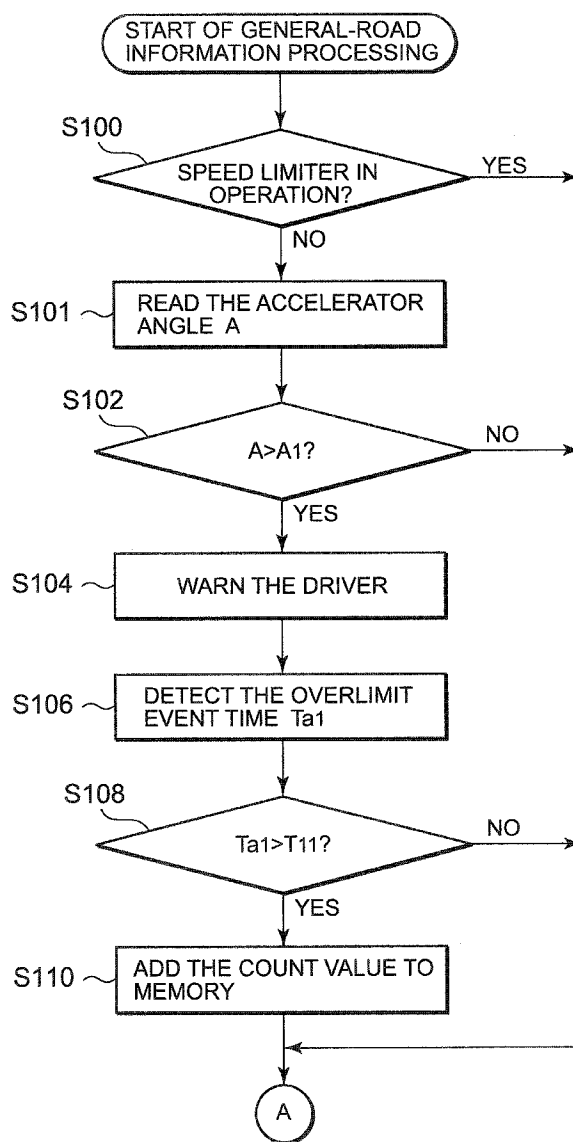 START OF GENERAL-ROAD
INFORMATION PROCESSING
S100
SPEED LIMITER IN
OPERATION?
YES
NO
S101
READ THE ACCELERATOR
ANGLE A
S102
A>A1?
NO
YES
S104
WARN THE DRIVER
S106
DETECT THE OVERLIMIT
EVENT TIME Ta1
S108
Ta1>T11?
NO
YES
S110
ADD THE COUNT VALUE TO
MEMORY
A